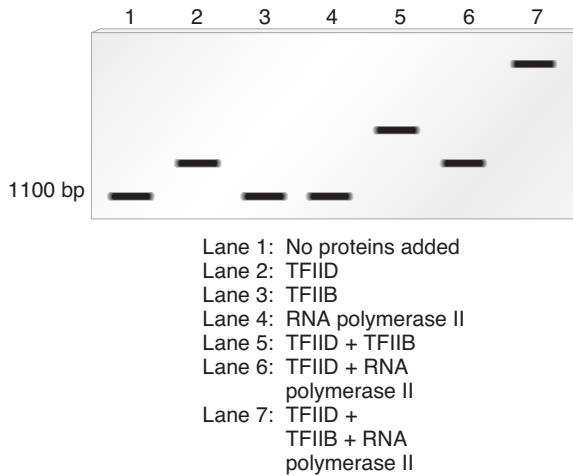 1 2 3 4 5 6 7
1100 bp
Lane 1: No proteins added
Lane 2: TFIID
Lane 3: TFIIB
Lane 4: RNA polymerase II
Lane 5: TFIID + TFIIB
Lane 6: TFIID + RNA
polymerase II
Lane 7: TFIID +
TFIIB + RNA
polymerase II